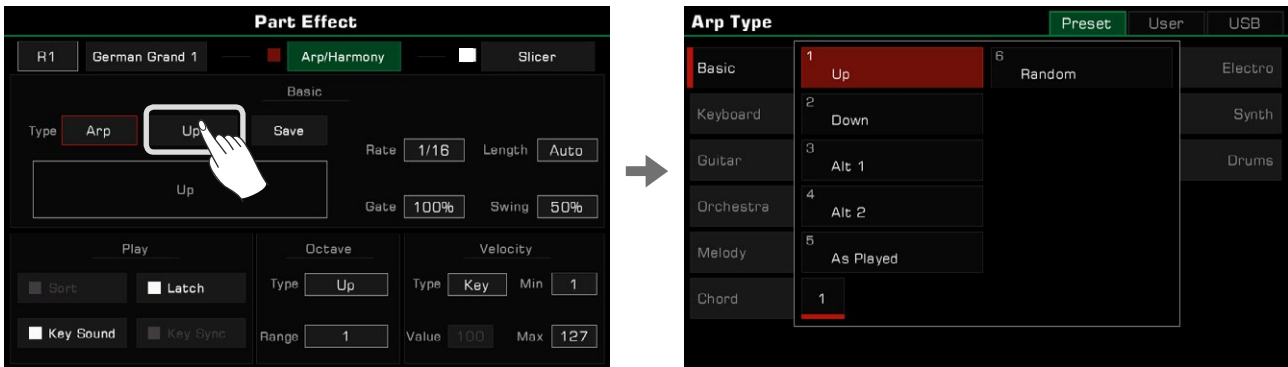 Part Effect
R1 German Grand 1 Arp/Harmony Slicer
Basic
Type Arp Up Save
Rate 1/16 Length Auto
Up
Gate 100% Swing 50%
Play
Sort Latch
Key Sound Key Sync
Octave
Type Up
Range 1
Velocity
Type Key Min 1
Value 100 Max 127
Arp Type
Preset User USB
Basic
Keyboard
Guitar
Orchestra
Melody
Chord
1 Up
2 Down
3 Alt 1
4 Alt 2
5 As Played
6 Random
1
Electro
Synth
Drums